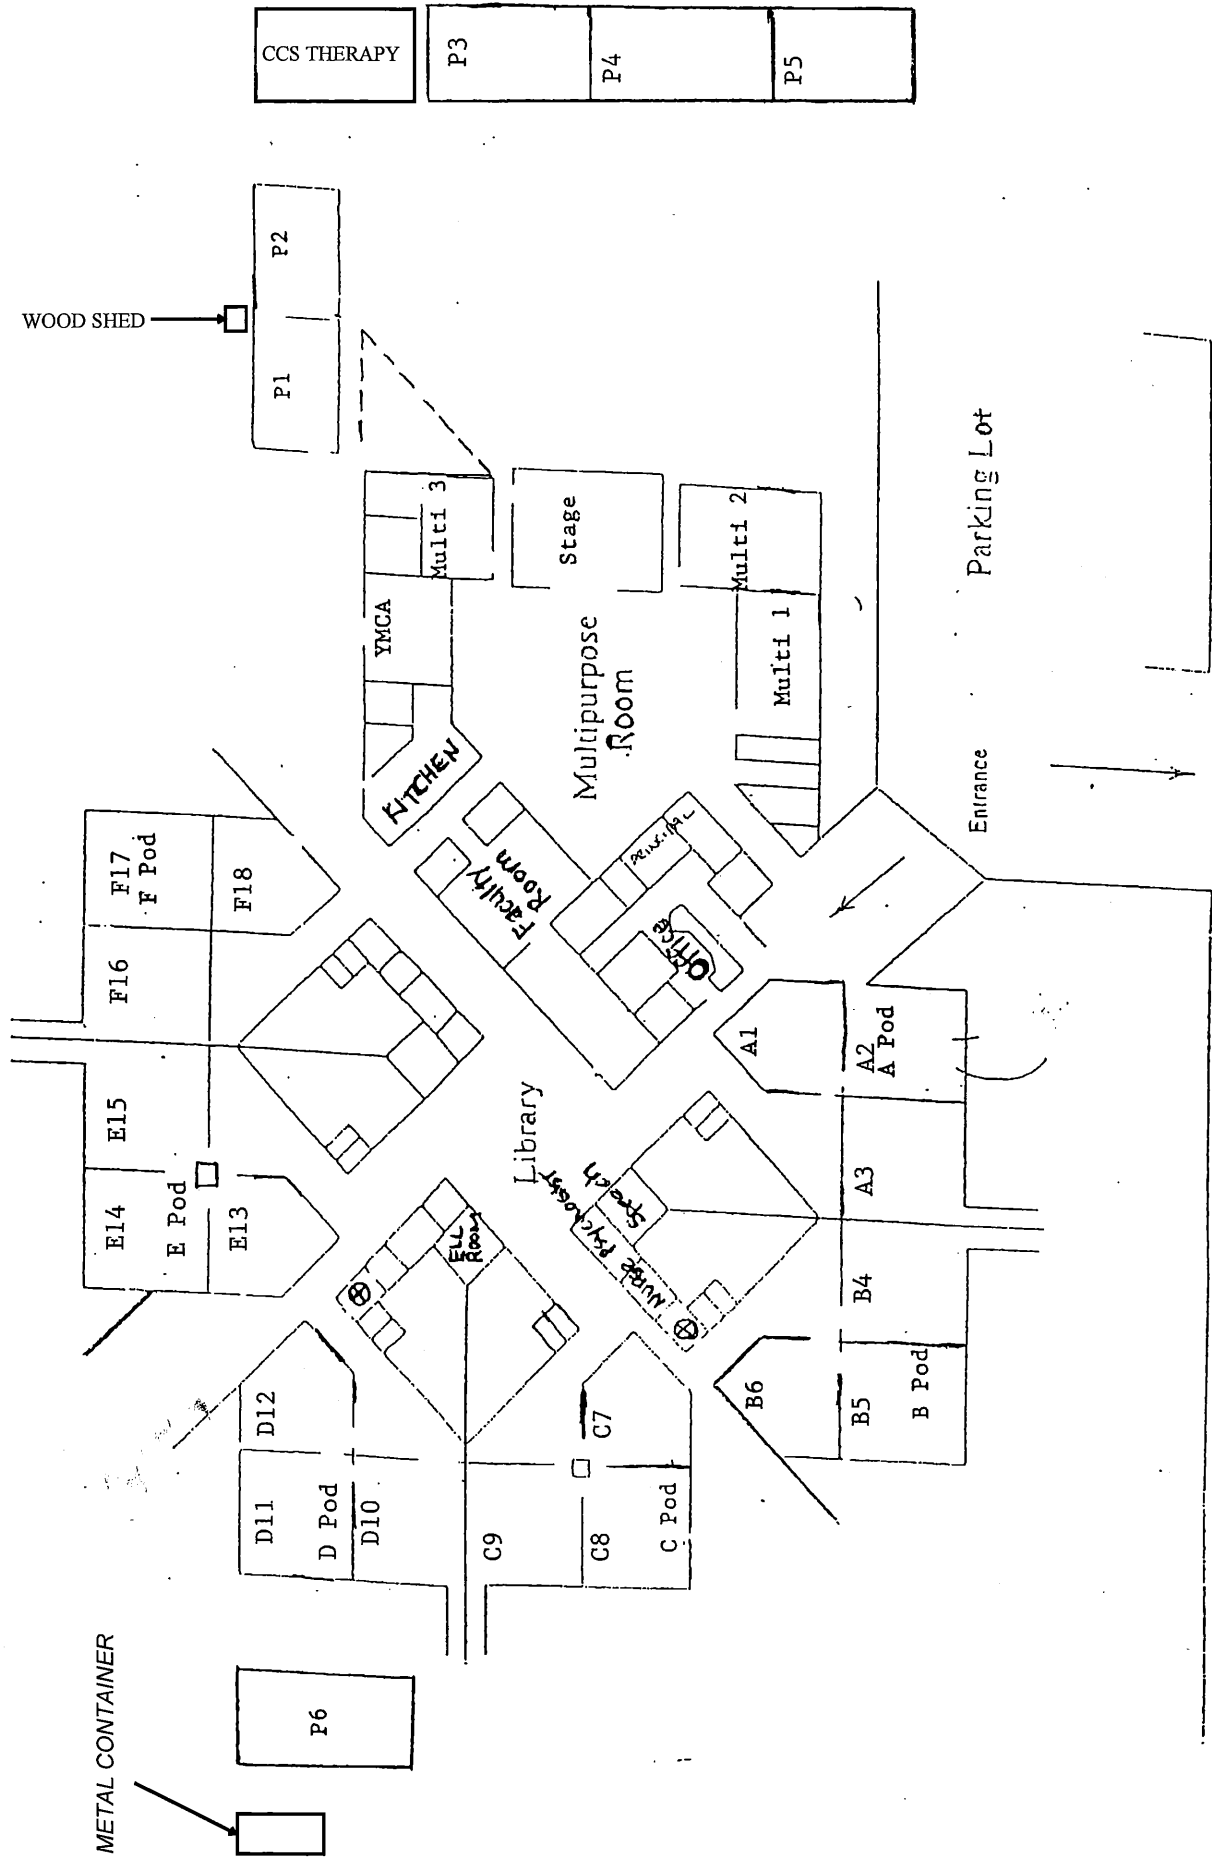 CCS THERAPY
P3
P4
P5
P2
WOOD SHED
P1
Multi 3
Stage
Multi 2
YMCA
Multi 1
Multipurpose
Room
Parking Lot
KITCHEN
Entrance
PRINCIPAL
Faculty
Room
OFFICE
F17
F Pod
F18
F16
E15
E14
E Pod
E13
Library
A1
A2
A Pod
A3
Speech
PSYCHOLOGIST
NURSE
ELL
ROOM
B4
B5
B Pod
B6
D12
D11
D Pod
D10
C7
C9
C8
C Pod
P6
METAL CONTAINER